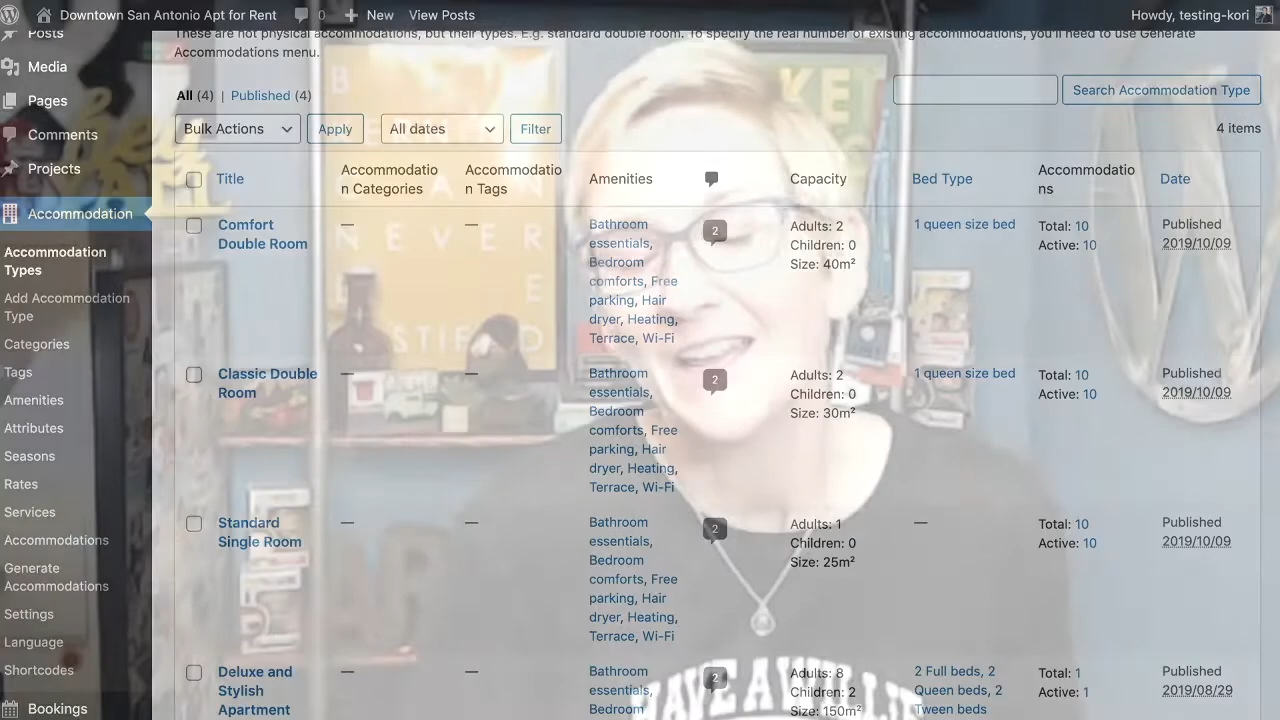 Downtown San Antonio Apt for Rent 0 New View Posts Howdy, testing-kori
Posts
Media
Pages
Comments
Projects
Accommodation
Accommodation
Types
Add Accommodation
Type
Categories
Tags
Amenities
Attributes
Seasons
Rates
Services
Accommodations
Generate
Accommodations
Settings
Language
Shortcodes
Bookings
These are not physical accommodations, but their types. E.g. standard double room. To specify the real number of existing accommodations, you'll need to use Generate
Accommodations menu.
All (4) | Published (4)
Search Accommodation Type
Bulk Actions Apply All dates Filter
4 items
Title
Accommodatio
n Categories
Accommodatio
n Tags
Amenities
Capacity
Bed Type
Accommodatio
ns
Date
Comfort
Double Room
—
—
Bathroom
essentials,
Bedroom
comforts, Free
parking, Hair
dryer, Heating,
Terrace, Wi-Fi
2
Adults: 2
Children: 0
Size: 40m²
1 queen size bed
Total: 10
Active: 10
Published
2019/10/09
Classic Double
Room
—
—
Bathroom
essentials,
Bedroom
comforts, Free
parking, Hair
dryer, Heating,
Terrace, Wi-Fi
2
Adults: 2
Children: 0
Size: 30m²
1 queen size bed
Total: 10
Active: 10
Published
2019/10/09
Standard
Single Room
—
—
Bathroom
essentials,
Bedroom
comforts, Free
parking, Hair
dryer, Heating,
Terrace, Wi-Fi
2
Adults: 1
Children: 0
Size: 25m²
—
Total: 10
Active: 10
Published
2019/10/09
Deluxe and
Stylish
Apartment
—
—
Bathroom
essentials,
Bedroom
2
Adults: 8
Children: 2
Size: 150m²
2 Full beds, 2
Queen beds, 2
Tween beds
Total: 1
Active: 1
Published
2019/08/29
NEVER
HAVE A